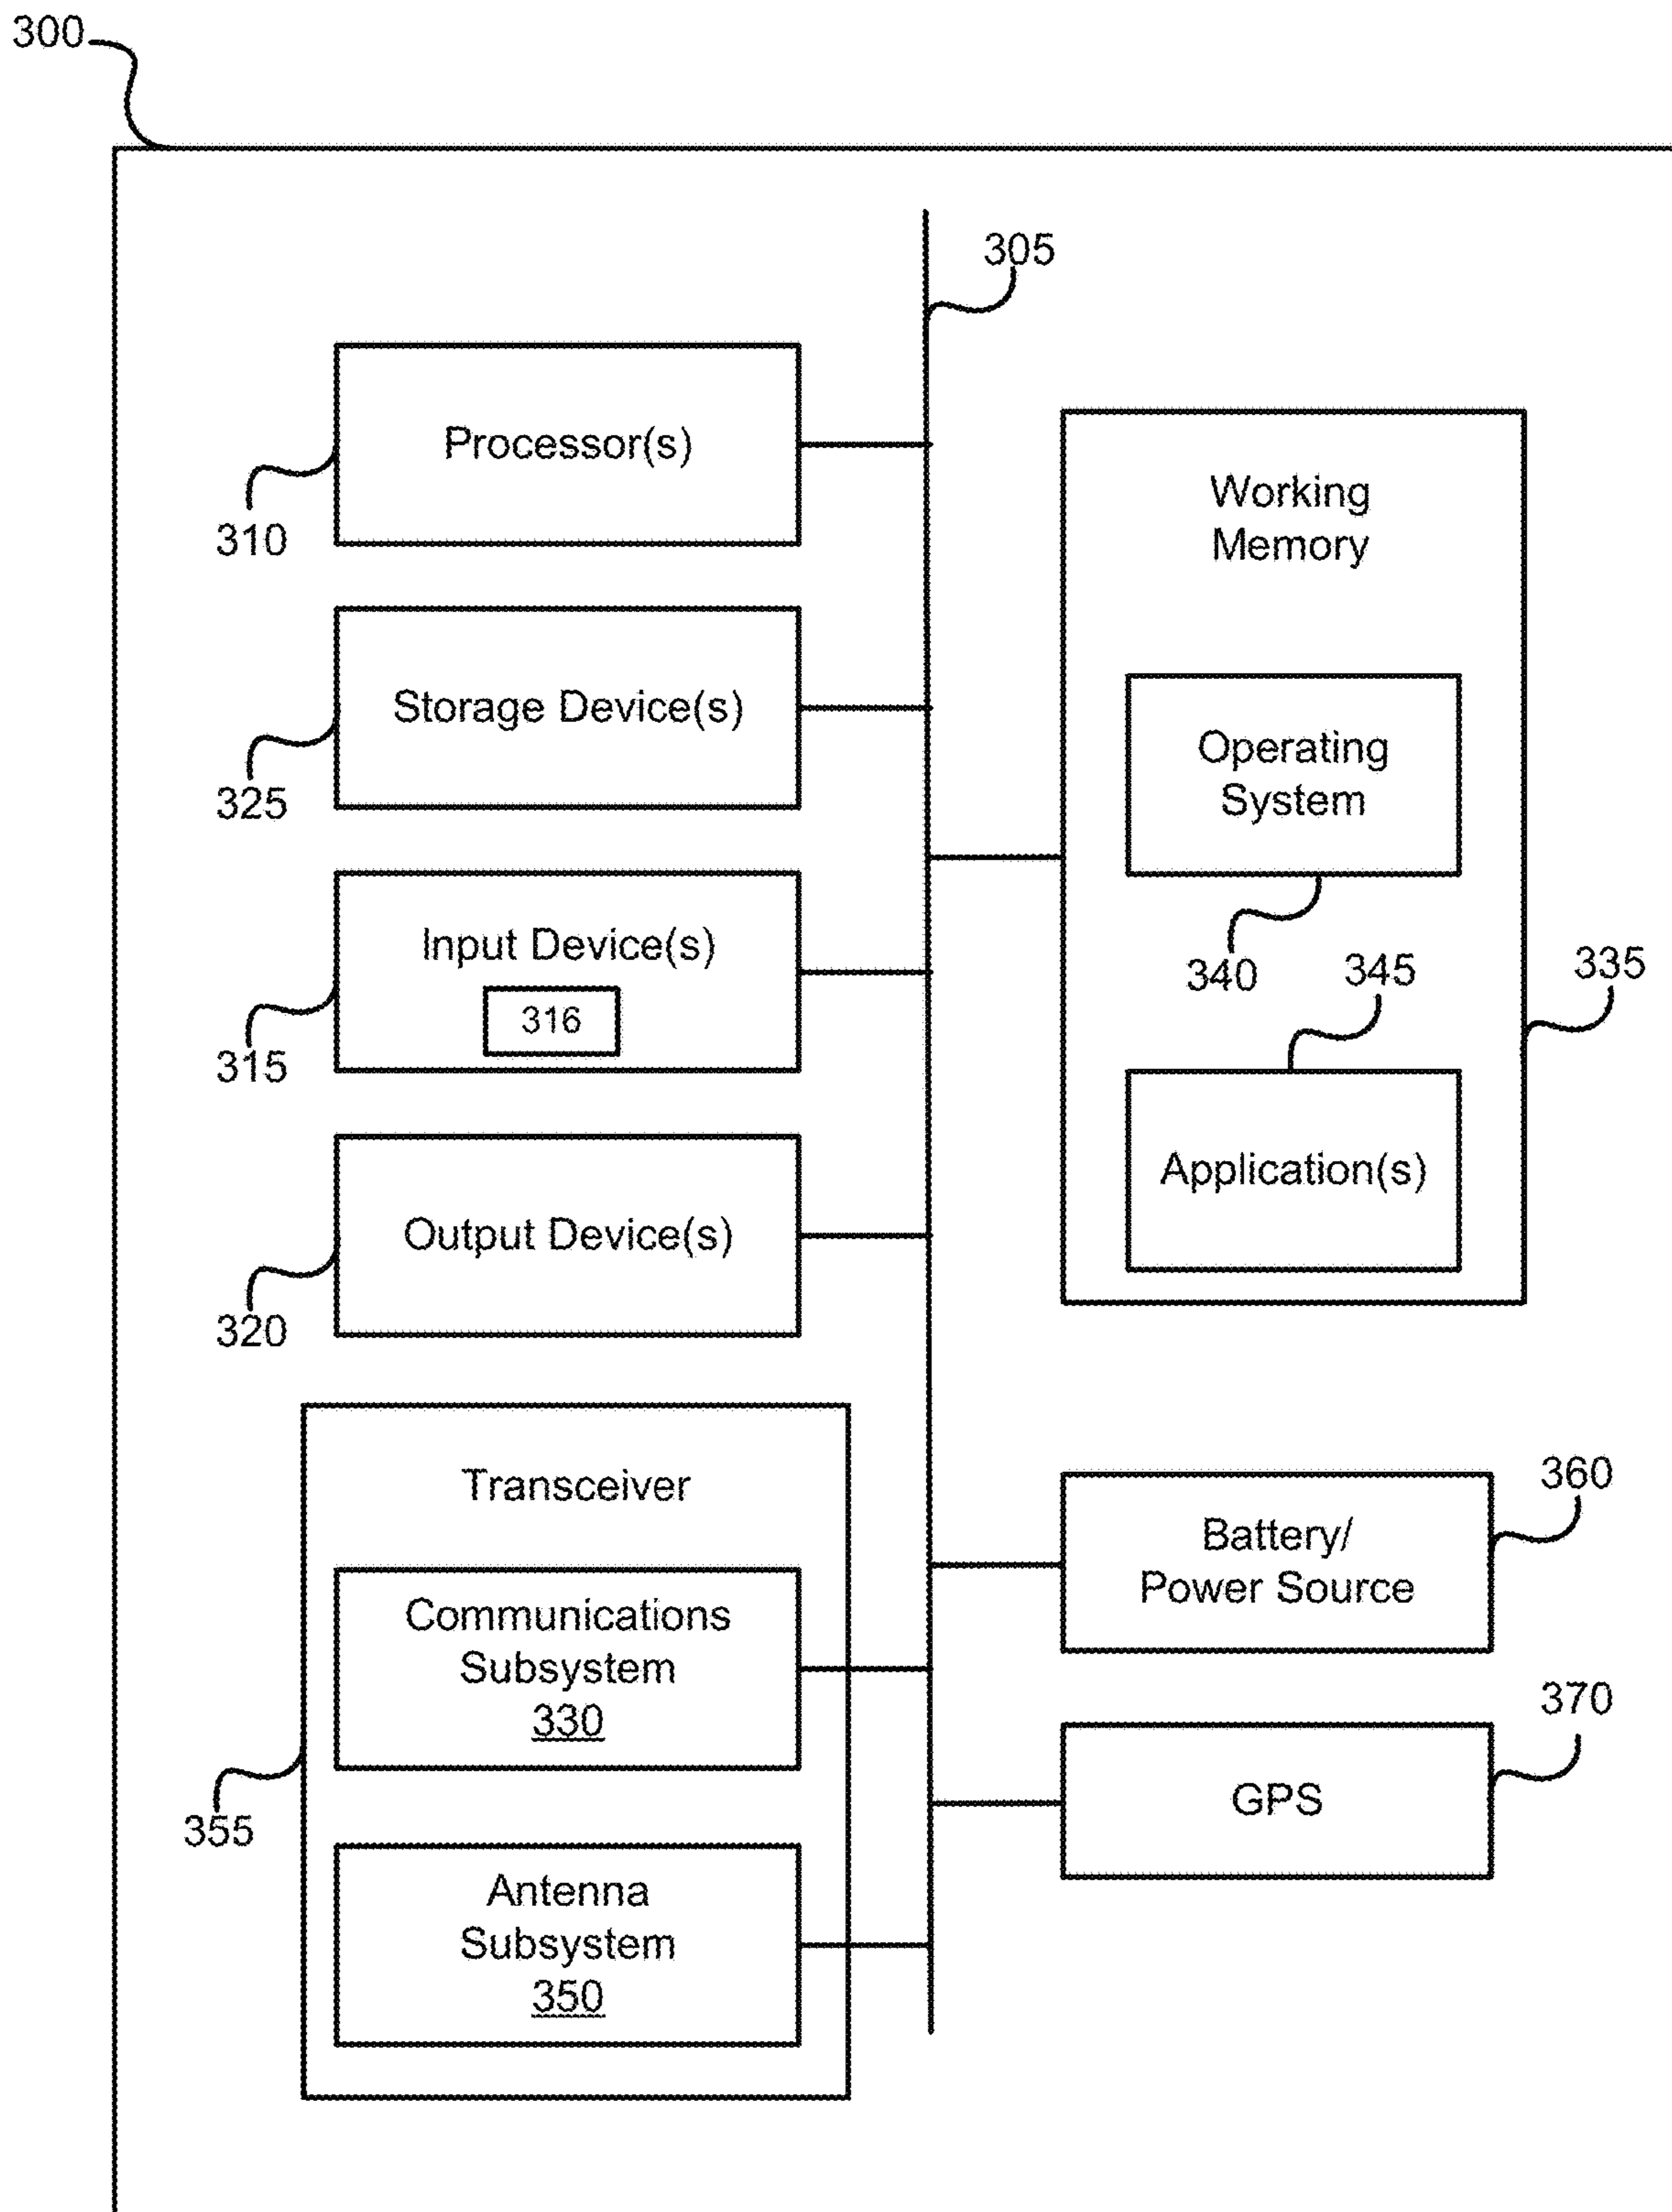 300
305
Processor(s)
310
Storage Device(s)
325
Input Device(s)
316
315
Output Device(s)
320
Transceiver
Communications
Subsystem
330
355
Antenna
Subsystem
350
Working
Memory
Operating
System
340
345
335
Application(s)
360
Battery/
Power Source
370
GPS